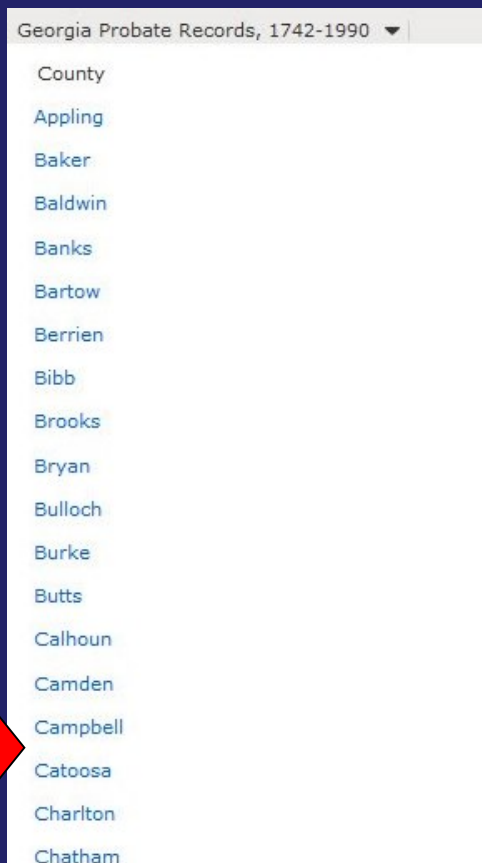 Georgia Probate Records, 1742-1990
County
Appling
Baker
Baldwin
Banks
Bartow
Berrien
Bibb
Brooks
Bryan
Bulloch
Burke
Butts
Calhoun
Camden
Campbell
Catoosa
Charlton
Chatham